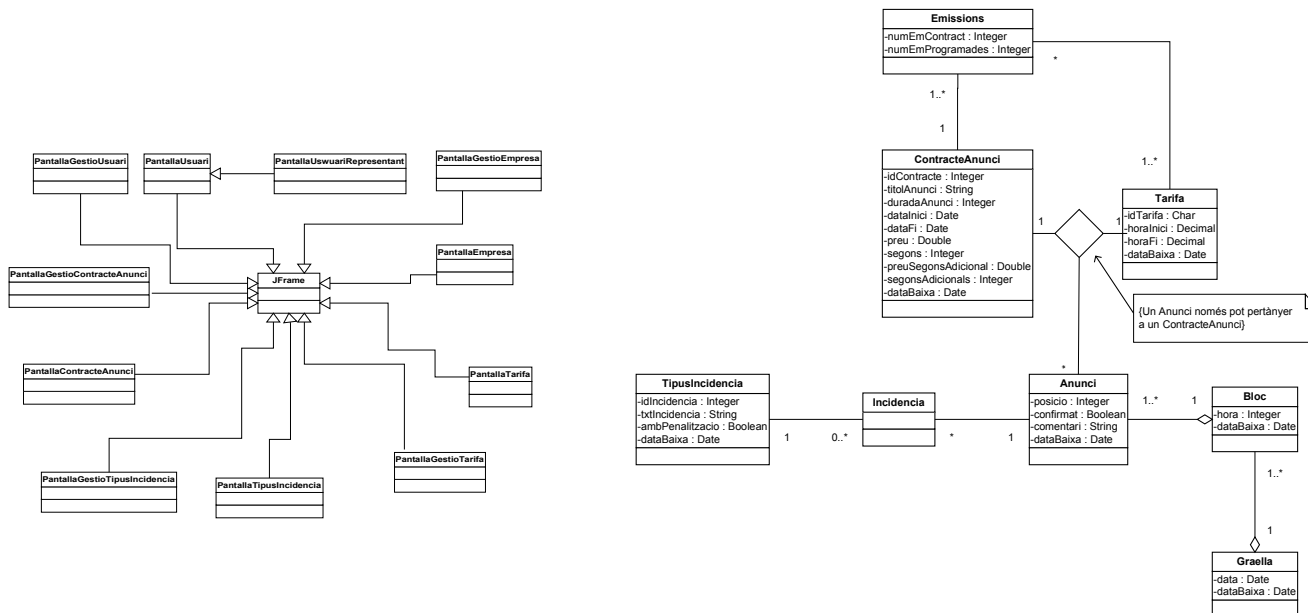 PantallaGestioUsuari
PantallaUsuari
PantallaUswuariRepresentant
PantallaGestioEmpresa
PantallaEmpresa
PantallaGestioContracteAnunci
JFrame
PantallaContracteAnunci
PantallaTarifa
PantallaGestioTarifa
PantallaGestioTipusIncidencia
PantallaTipusIncidencia
Emissions
-numEmContract : Integer
-numEmProgramades : Integer
*
1..*
1
1..*
ContracteAnunci
-idContracte : Integer
-titolAnunci : String
-duradaAnunci : Integer
-dataInici : Date
-dataFi : Date
-preu : Double
-segons : Integer
-preuSegonsAdicional : Double
-segonsAdicionals : Integer
-dataBaixa : Date
1
1
Tarifa
-idTarifa : Char
-horaInici : Decimal
-horaFi : Decimal
-dataBaixa : Date
{Un Anunci només pot pertànyer
a un ContracteAnunci}
*
TipusIncidencia
-idIncidencia : Integer
-txtIncidencia : String
-ambPenalitzacio : Boolean
-dataBaixa : Date
1
0..*
Incidencia
*
1
Anunci
-posicio : Integer
-confirmat : Boolean
-comentari : String
-dataBaixa : Date
1..*
1
Bloc
-hora : Integer
-dataBaixa : Date
1..*
1
Graella
-data : Date
-dataBaixa : Date